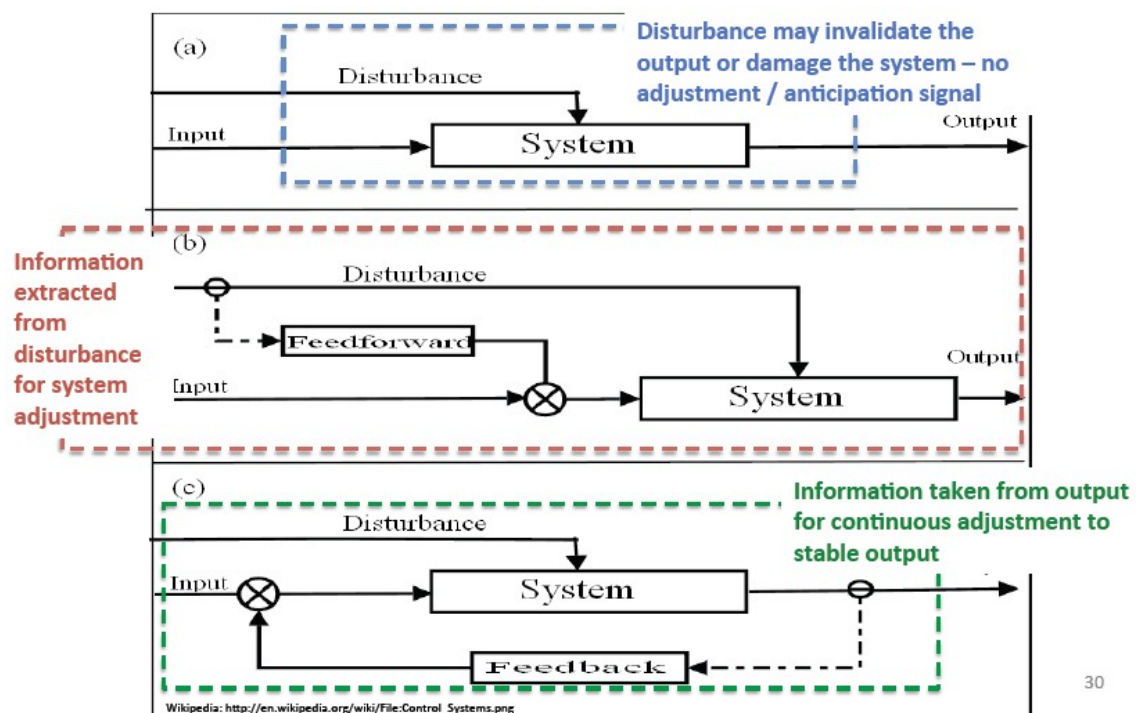 (a)
Disturbance may invalidate the
output or damage the system – no
adjustment / anticipation signal
Disturbance
Input
System
Output
(b)
Information
extracted
from
disturbance
for system
adjustment
Disturbance
Feedforward
Input
System
Output
(c)
Information taken from output
for continuous adjustment to
stable output
Disturbance
Input
System
Feedback
30
Wikipedia: http://en.wikipedia.org/wiki/File:Control_Systems.png